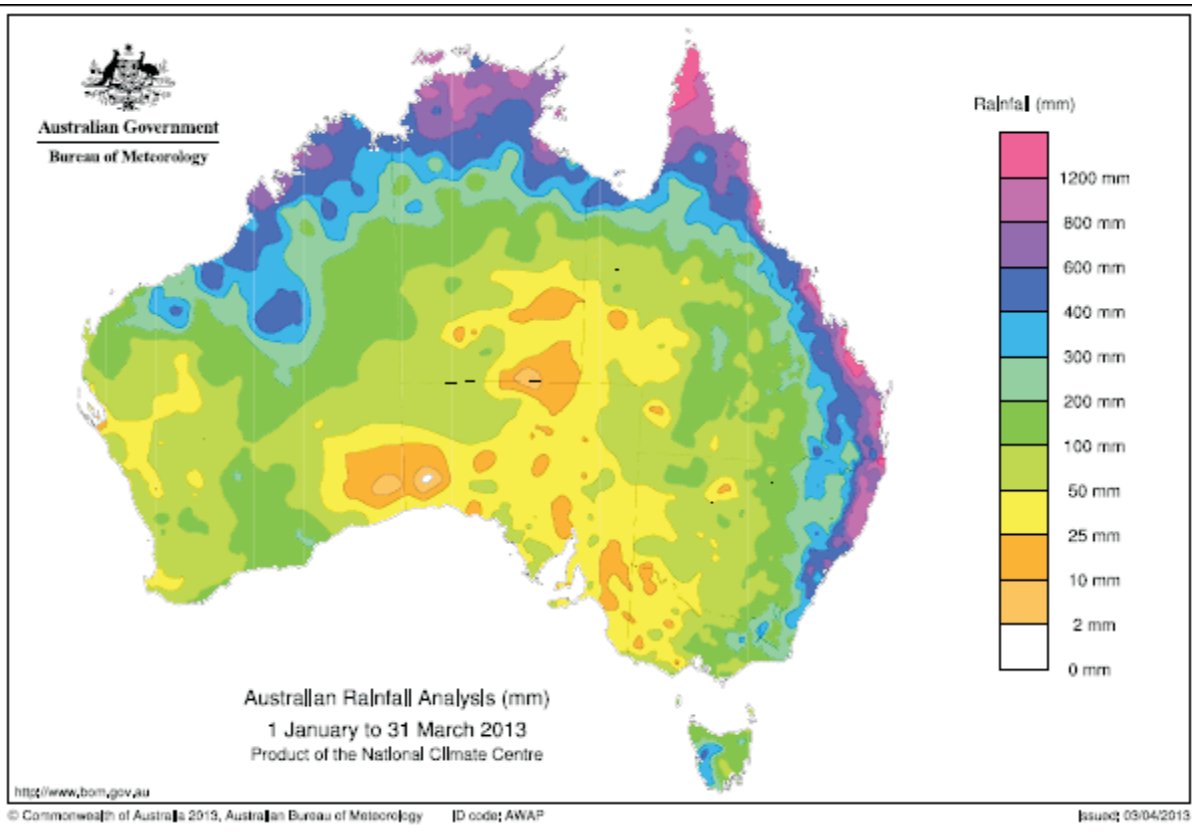 Australian Government
Bureau of Meteorology
Rainfall (mm)
1200 mm
800 mm
600 mm
400 mm
300 mm
200 mm
100 mm
50 mm
25 mm
10 mm
2 mm
0 mm
Australian Rainfall Analysis (mm)
1 January to 31 March 2013
Product of the National Climate Centre
http://www.bom.gov.au
© Commonwealth of Australia 2013, Australian Bureau of Meteorology ID code: AWAP Issued: 03/04/2013